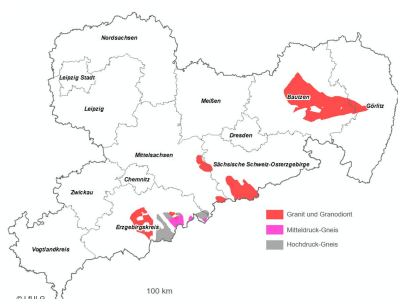 Nordsachsen
Leipzig Stadt
Leipzig
Meißen
Bautzen
Görlitz
Dresden
Mittelsachsen
Sächsische Schweiz-Osterzgebirge
Chemnitz
Zwickau
Erzgebirgskreis
Vogtlandkreis
Granit und Granodiorit
Mitteldruck-Gneis
Hochdruck-Gneis
100 km
© LfULG